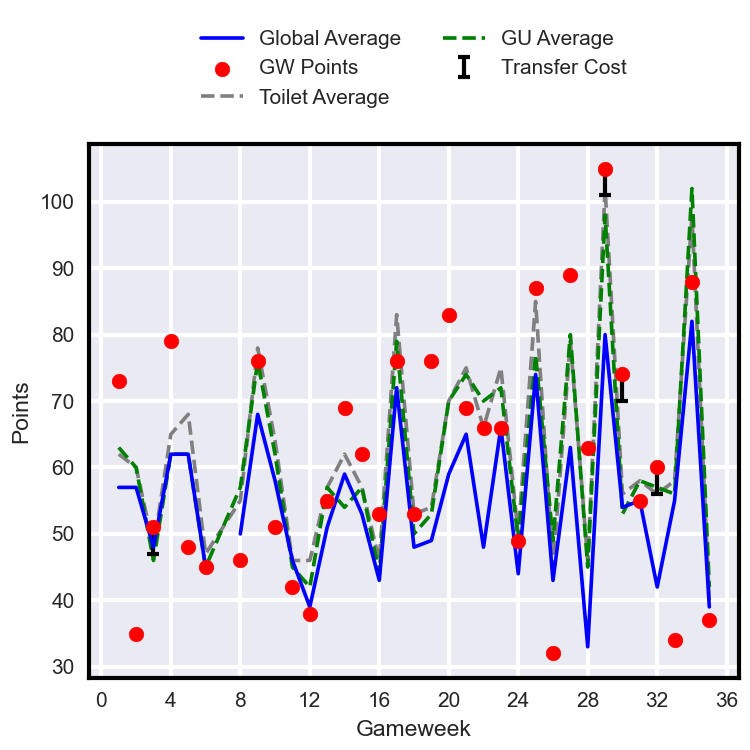 Global Average
GW Points
Toilet Average
GU Average
Transfer Cost
Points
100
90
80
70
60
50
40
30
0 4 8 12 16 20 24 28 32 36
Gameweek